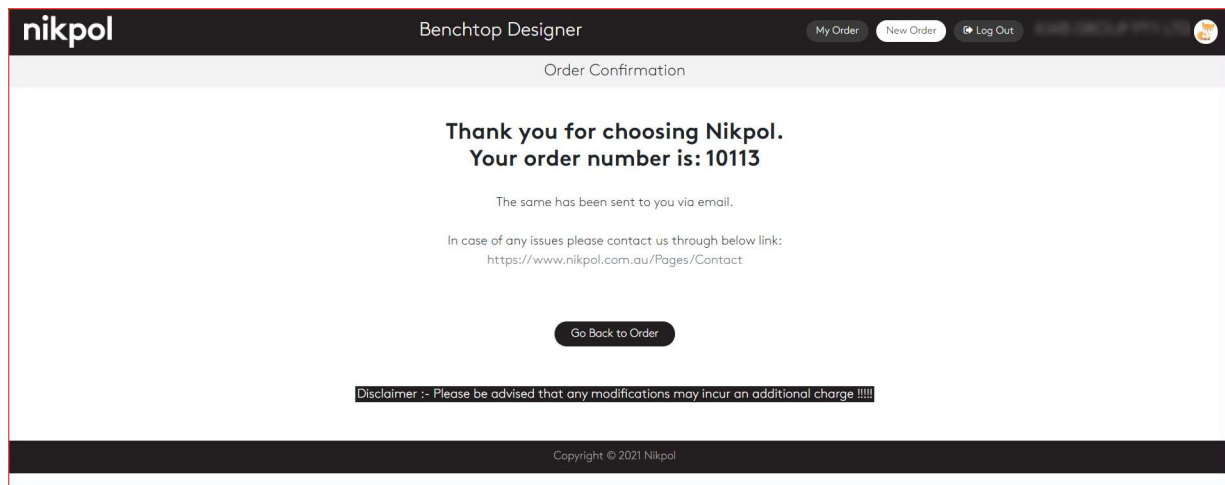 nikpol
Benchtop Designer
My Order
New Order
Log Out
Order Confirmation
Thank you for choosing Nikpol.
Your order number is: 10113
The same has been sent to you via email.
In case of any issues please contact us through below link:
https://www.nikpol.com.au/Pages/Contact
Go Back to Order
Disclaimer :- Please be advised that any modifications may incur an additional charge !!!!!
Copyright © 2021 Nikpol